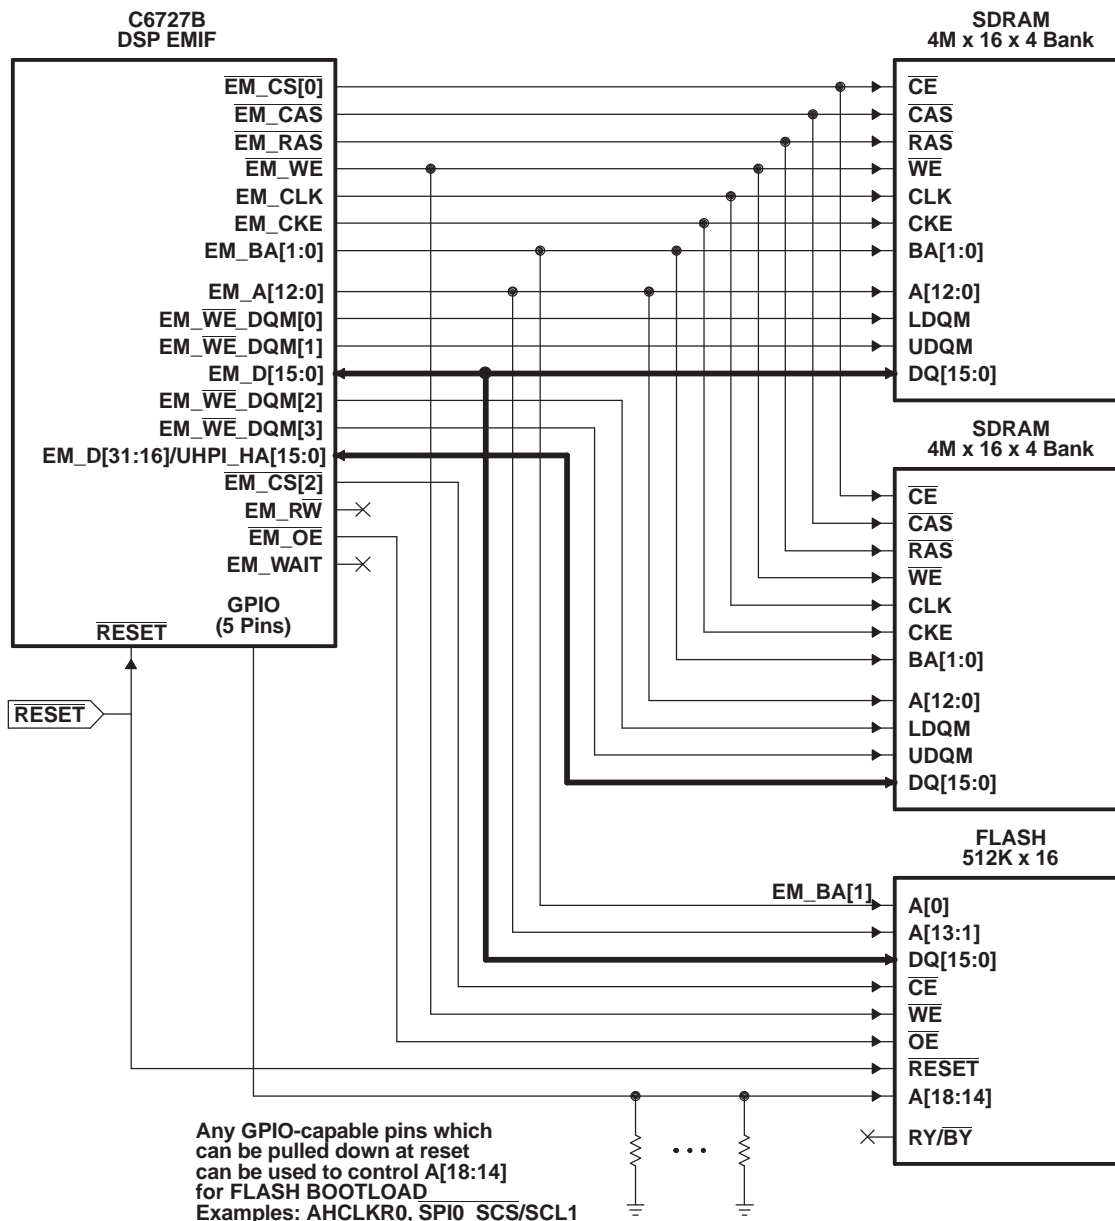 C6727B
DSP EMIF
EM_CS[0]
EM_CAS
EM_RAS
EM_WE
EM_CLK
EM_CKE
EM_BA[1:0]
EM_A[12:0]
EM_WE_DQM[0]
EM_WE_DQM[1]
EM_D[15:0]
EM_WE_DQM[2]
EM_WE_DQM[3]
EM_D[31:16]/UHPI_HA[15:0]
EM_CS[2]
EM_RW
EM_OE
EM_WAIT
GPIO
(5 Pins)
RESET
RESET
SDRAM
4M x 16 x 4 Bank
CE
CAS
RAS
WE
CLK
CKE
BA[1:0]
A[12:0]
LDQM
UDQM
DQ[15:0]
SDRAM
4M x 16 x 4 Bank
CE
CAS
RAS
WE
CLK
CKE
BA[1:0]
A[12:0]
LDQM
UDQM
DQ[15:0]
FLASH
512K x 16
EM_BA[1]
A[0]
A[13:1]
DQ[15:0]
CE
WE
OE
RESET
A[18:14]
RY/BY
Any GPIO-capable pins which
can be pulled down at reset
can be used to control A[18:14]
for FLASH BOOTLOAD
Examples: AHCLKR0, SPI0_SCS/SCL1